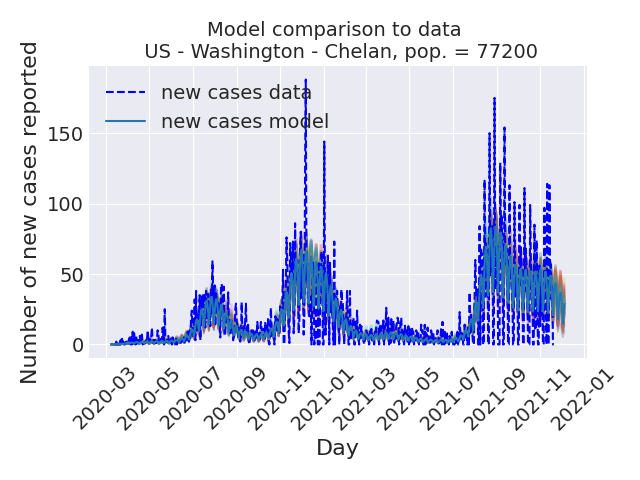 Model comparison to data
US - Washington - Chelan, pop. = 77200
Number of new cases reported
new cases data
new cases model
150
100
50
0
2020-03
2020-05
2020-07
2020-09
2020-11
2021-01
2021-03
2021-05
2021-07
2021-09
2021-11
2022-01
Day